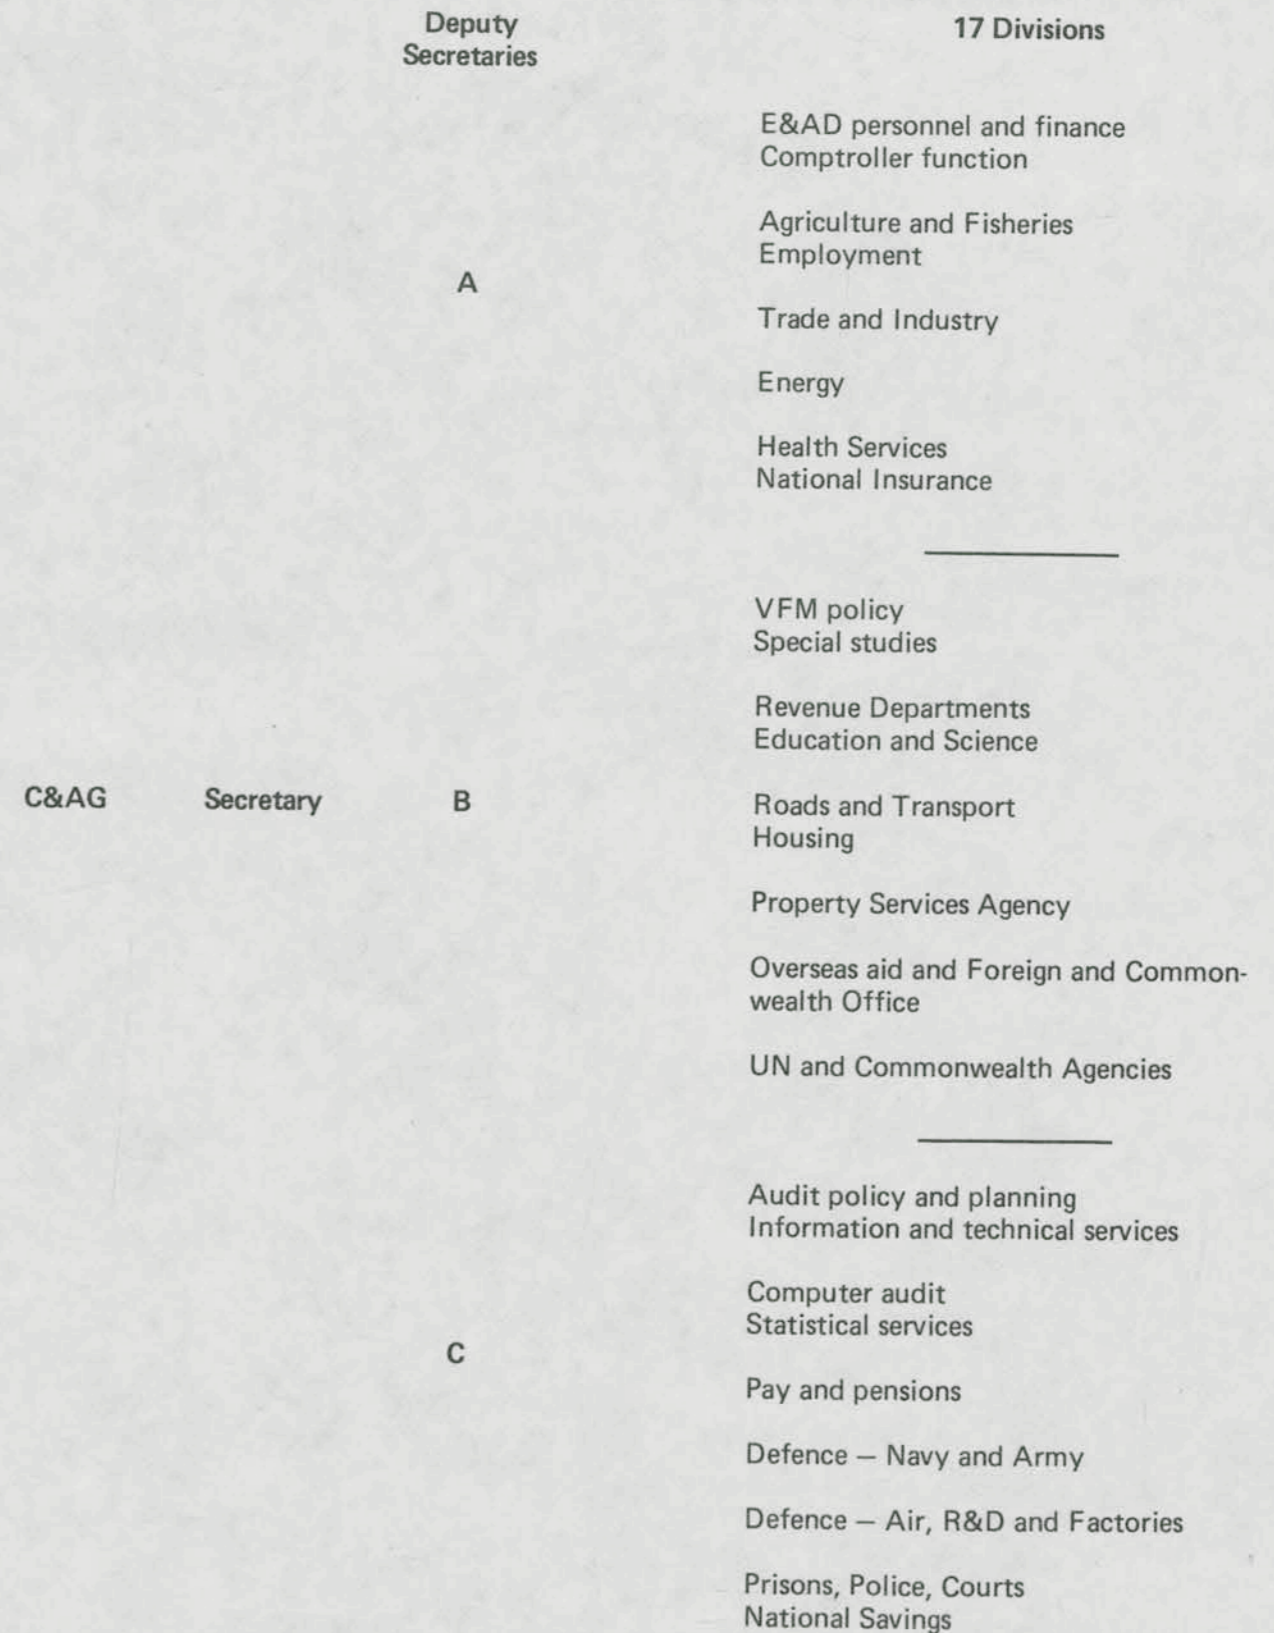 Deputy
Secretaries
17 Divisions
E&AD personnel and finance
Comptroller function
Agriculture and Fisheries
Employment
A
Trade and Industry
Energy
Health Services
National Insurance
VFM policy
Special studies
Revenue Departments
Education and Science
C&AG Secretary B
Roads and Transport
Housing
Property Services Agency
Overseas aid and Foreign and Common-
wealth Office
UN and Commonwealth Agencies
Audit policy and planning
Information and technical services
Computer audit
Statistical services
C
Pay and pensions
Defence — Navy and Army
Defence — Air, R&D and Factories
Prisons, Police, Courts
National Savings